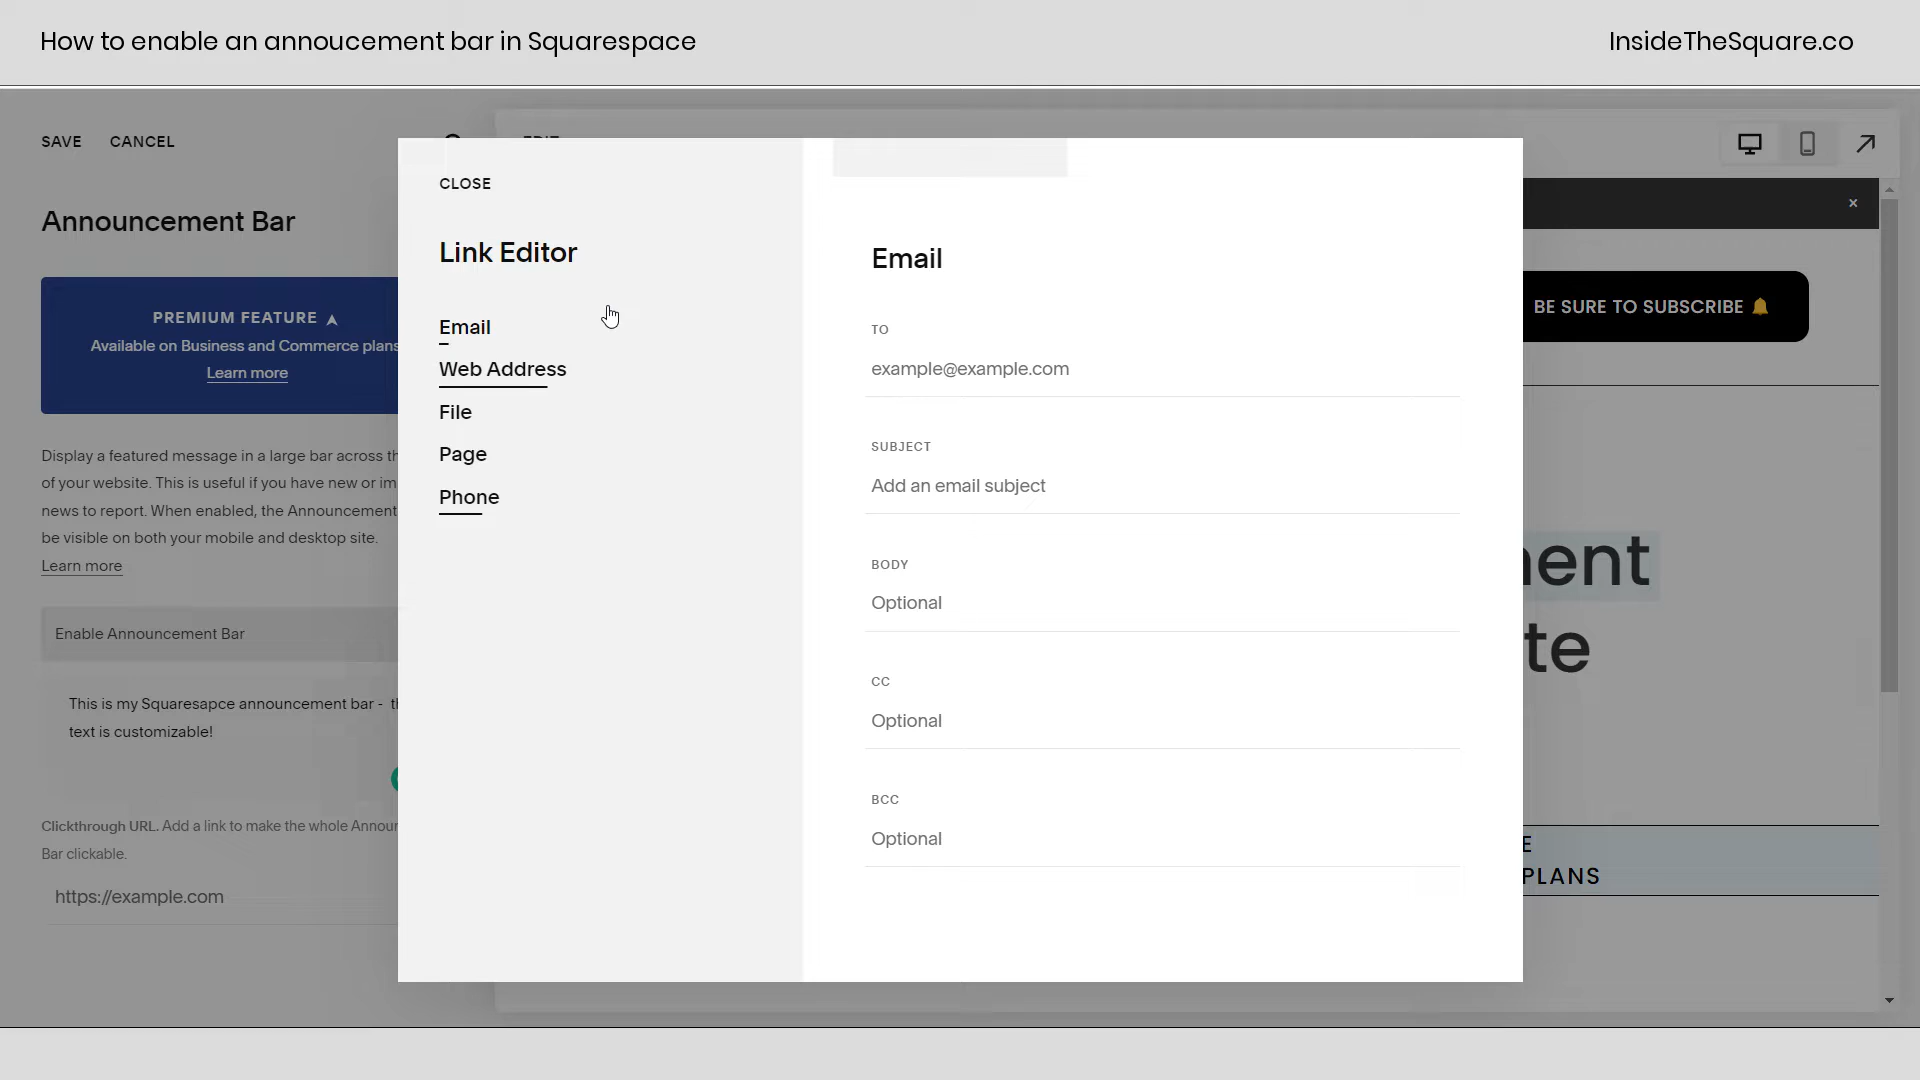 How to enable an annoucement bar in Squarespace
InsideTheSquare.co
SAVE CANCEL
Announcement Bar
PREMIUM FEATURE
Available on Business and Commerce plans
Learn more
Display a featured message in a large bar across
of your website. This is useful if you have new or
news to report. When enabled, the Announcement
be visible on both your mobile and desktop site.
Learn more
Enable Announcement Bar
This is my Squaresapce announcement bar -
text is customizable!
Clickthrough URL. Add a link to make the whole
Bar clickable.
https://example.com
CLOSE
Link Editor
Email
Web Address
File
Page
Phone
Email
TO
example@example.com
SUBJECT
Add an email subject
BODY
Optional
CC
Optional
BCC
Optional
×
BE SURE TO SUBSCRIBE 🔔
PLANS